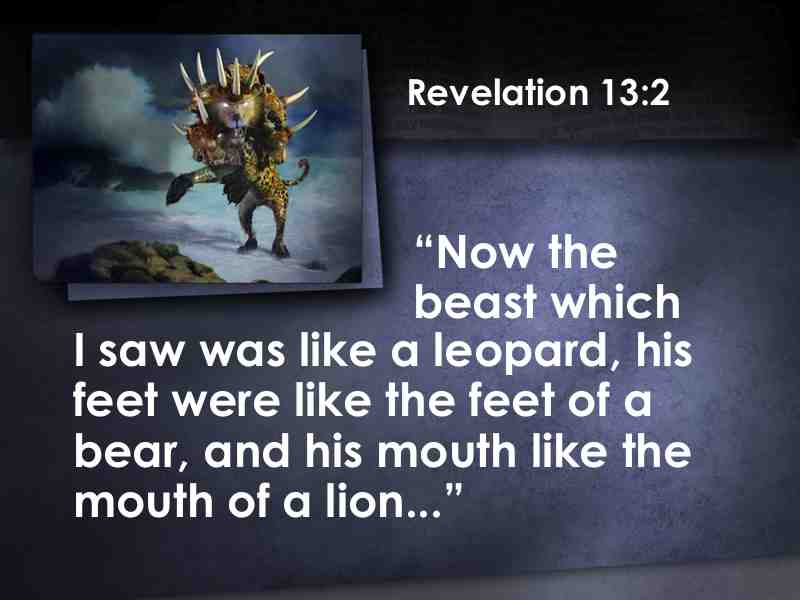 Revelation 13:2
“Now the
beast which
I saw was like a leopard, his
feet were like the feet of a
bear, and his mouth like the
mouth of a lion...”